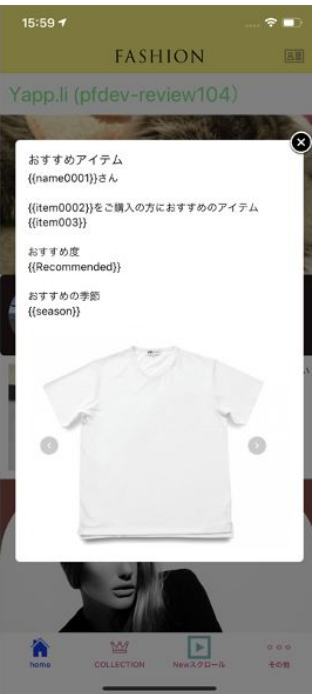 15:59
FASHION
Yapp.li (pfdev-review104)
おすすめアイテム
{{name0001}}さん
{{item0002}}をご購入の方におすすめのアイテム
{{item003}}
おすすめ度
{{Recommended}}
おすすめの季節
{{season}}
home
COLLECTION
Newスクロール
その他